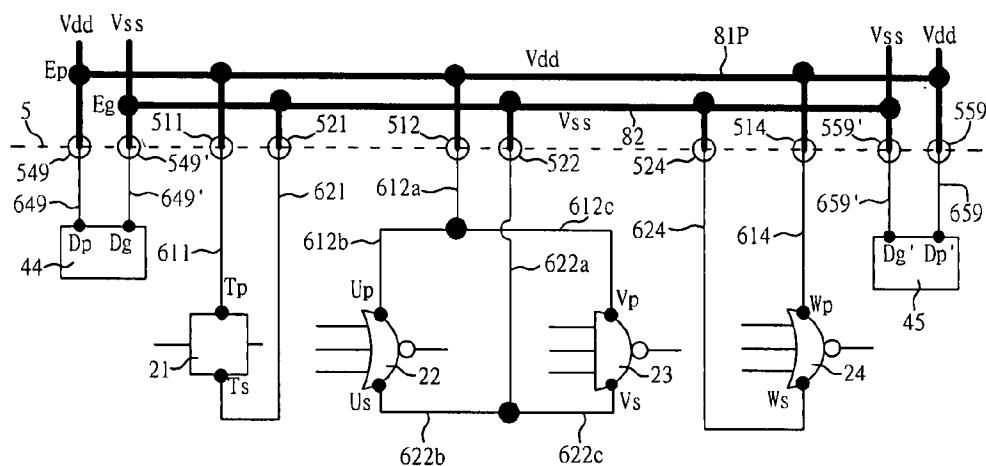 Vdd Vss 81P Vss Vdd
Ep Vdd
Eg
5 511 521 512 Vss 82 514 559' 559
549 549' 522 524
649 649' 621 612a 612c 624 614 659' 659
Dp Dg 611 612b 622a Dg' Dp'
44 45
Tp Up Vp Wp
21 22 23 24
Ts Us Vs Ws
622b 622c